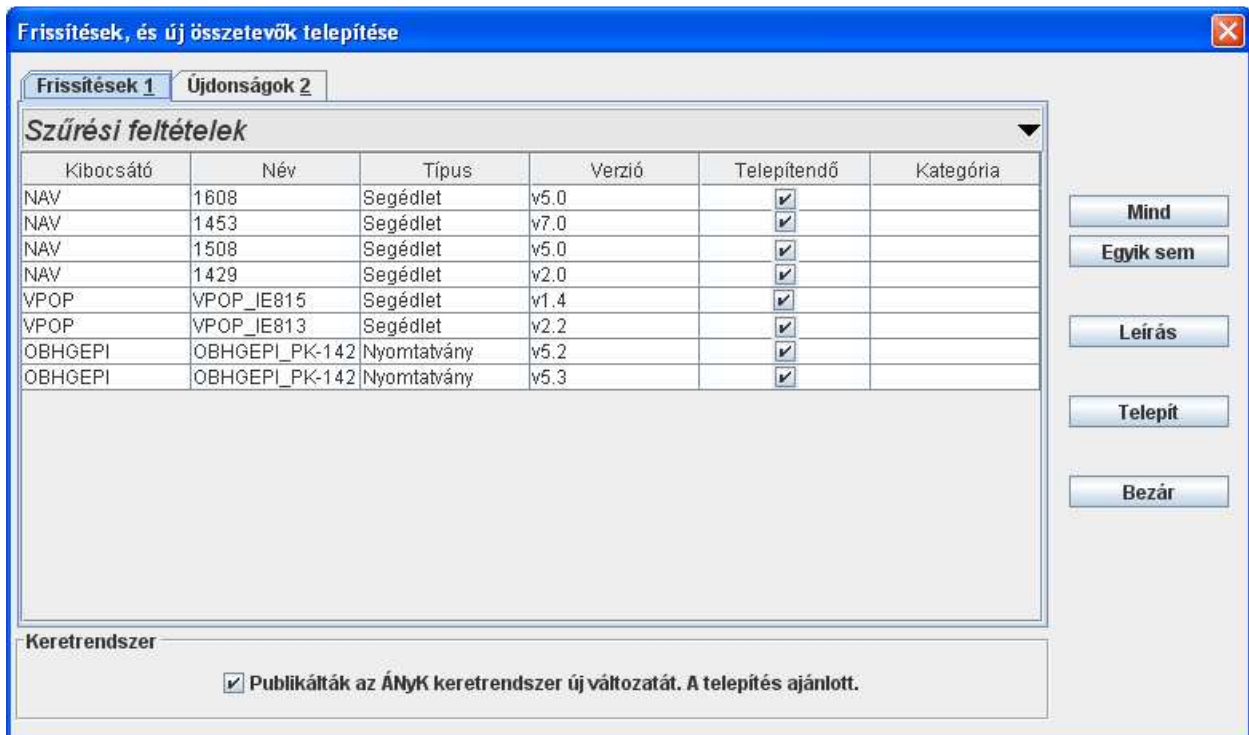 Frissítések, és új összetevők telepítése
Frissítések 1 Újdonságok 2
Szűrési feltételek
Kibocsátó Név Típus Verzió Telepítendő Kategória
NAV 1608 Segédlet v5.0
NAV 1453 Segédlet v7.0
NAV 1508 Segédlet v5.0
NAV 1429 Segédlet v2.0
VPOP VPOP_IE815 Segédlet v1.4
VPOP VPOP_IE813 Segédlet v2.2
OBHGEPI OBHGEPI_PK-142 Nyomtatvány v5.2
OBHGEPI OBHGEPI_PK-142 Nyomtatvány v5.3
Mind
Egyik sem
Leírás
Telepít
Bezár
Keretrendszer
Publikálták az ÁNyK keretrendszer új változatát. A telepítés ajánlott.